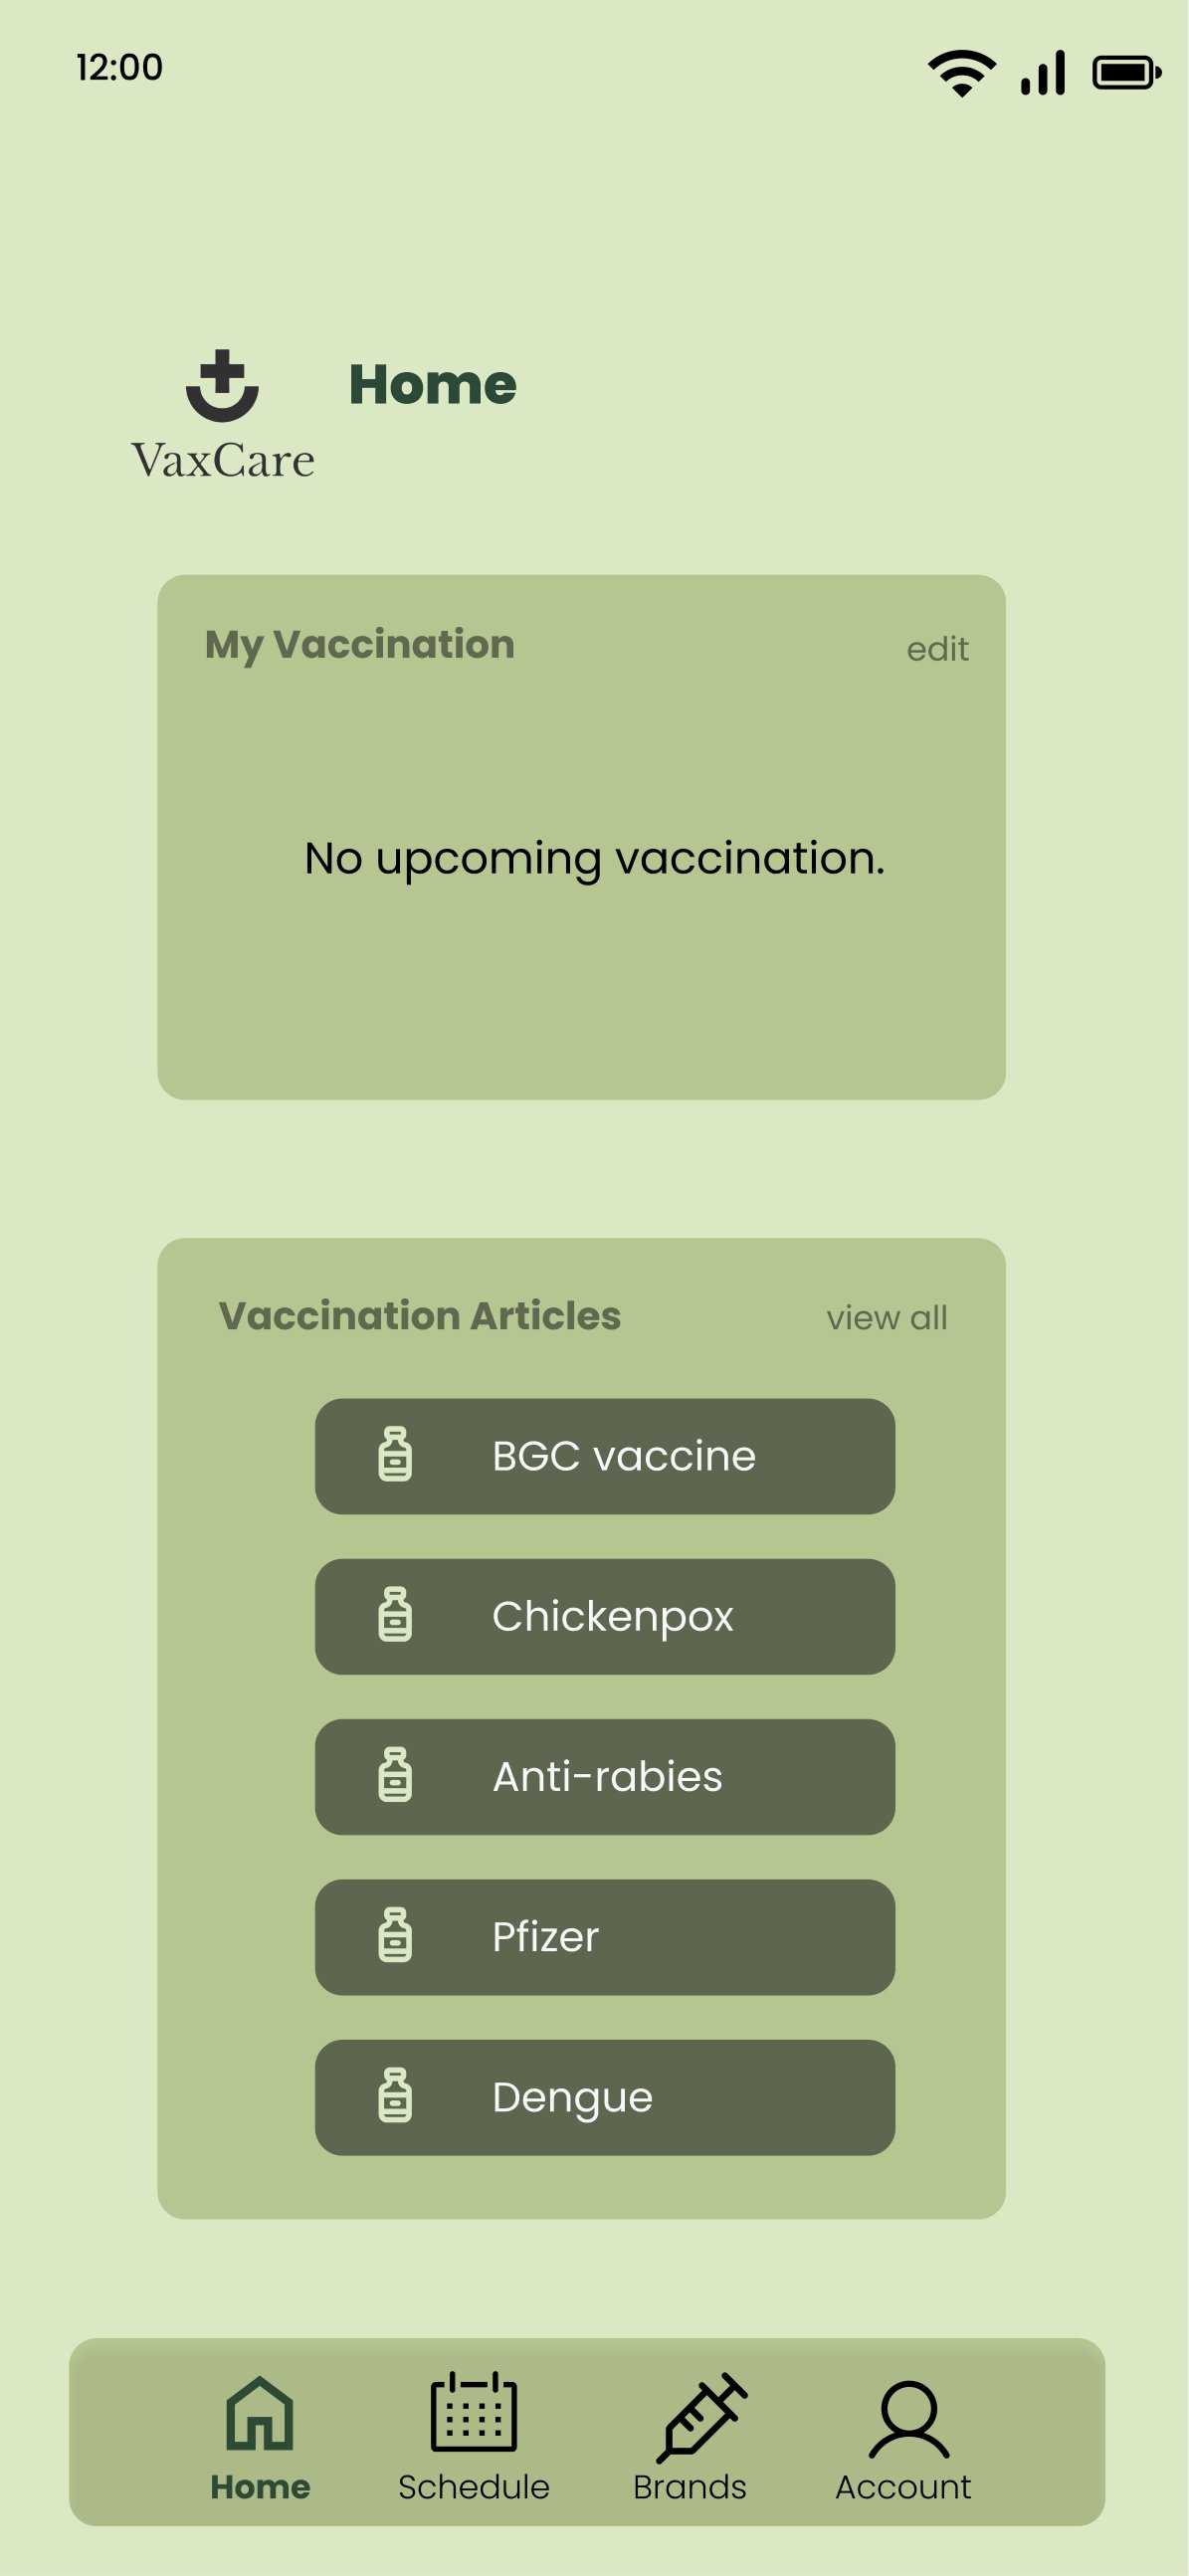 12:00
Home
VaxCare
My Vaccination
edit
No upcoming vaccination.
Vaccination Articles
view all
BGC vaccine
Chickenpox
Anti-rabies
Pfizer
Dengue
Home
Schedule
Brands
Account